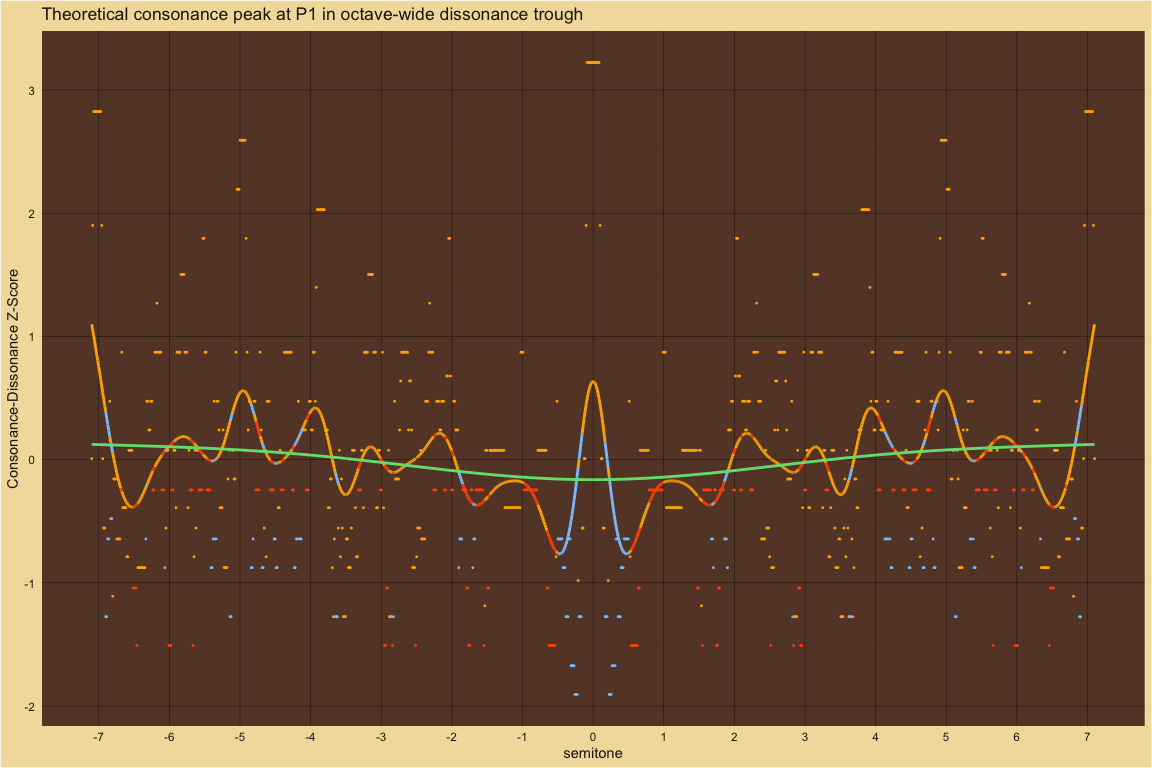 Theoretical consonance peak at P1 in octave-wide dissonance trough
Consonance-Dissonance Z-Score
3
2
1
0
-1
-2
-7 -6 -5 -4 -3 -2 -1 0 1 2 3 4 5 6 7
semitone